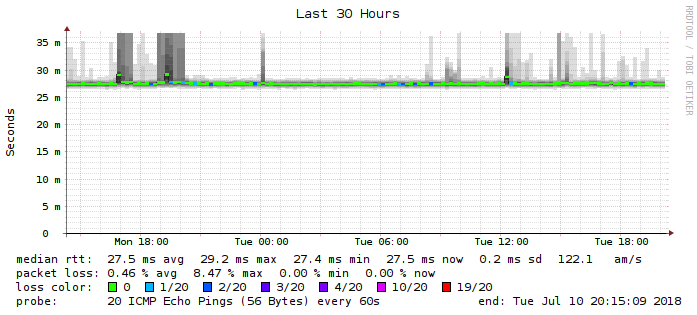 Last 30 Hours
RRDTOOL / TOBI OETIKER
Seconds
35 m
30 m
25 m
20 m
15 m
10 m
5 m
0
Mon 18:00 Tue 00:00 Tue 06:00 Tue 12:00 Tue 18:00
median rtt: 27.5 ms avg 29.2 ms max 27.4 ms min 27.5 ms now 0.2 ms sd 122.1 am/s
packet loss: 0.46 % avg 8.47 % max 0.00 % min 0.00 % now
loss color: 0 1/20 2/20 3/20 4/20 10/20 19/20
probe: 20 ICMP Echo Pings (56 Bytes) every 60s end: Tue Jul 10 20:15:09 2018